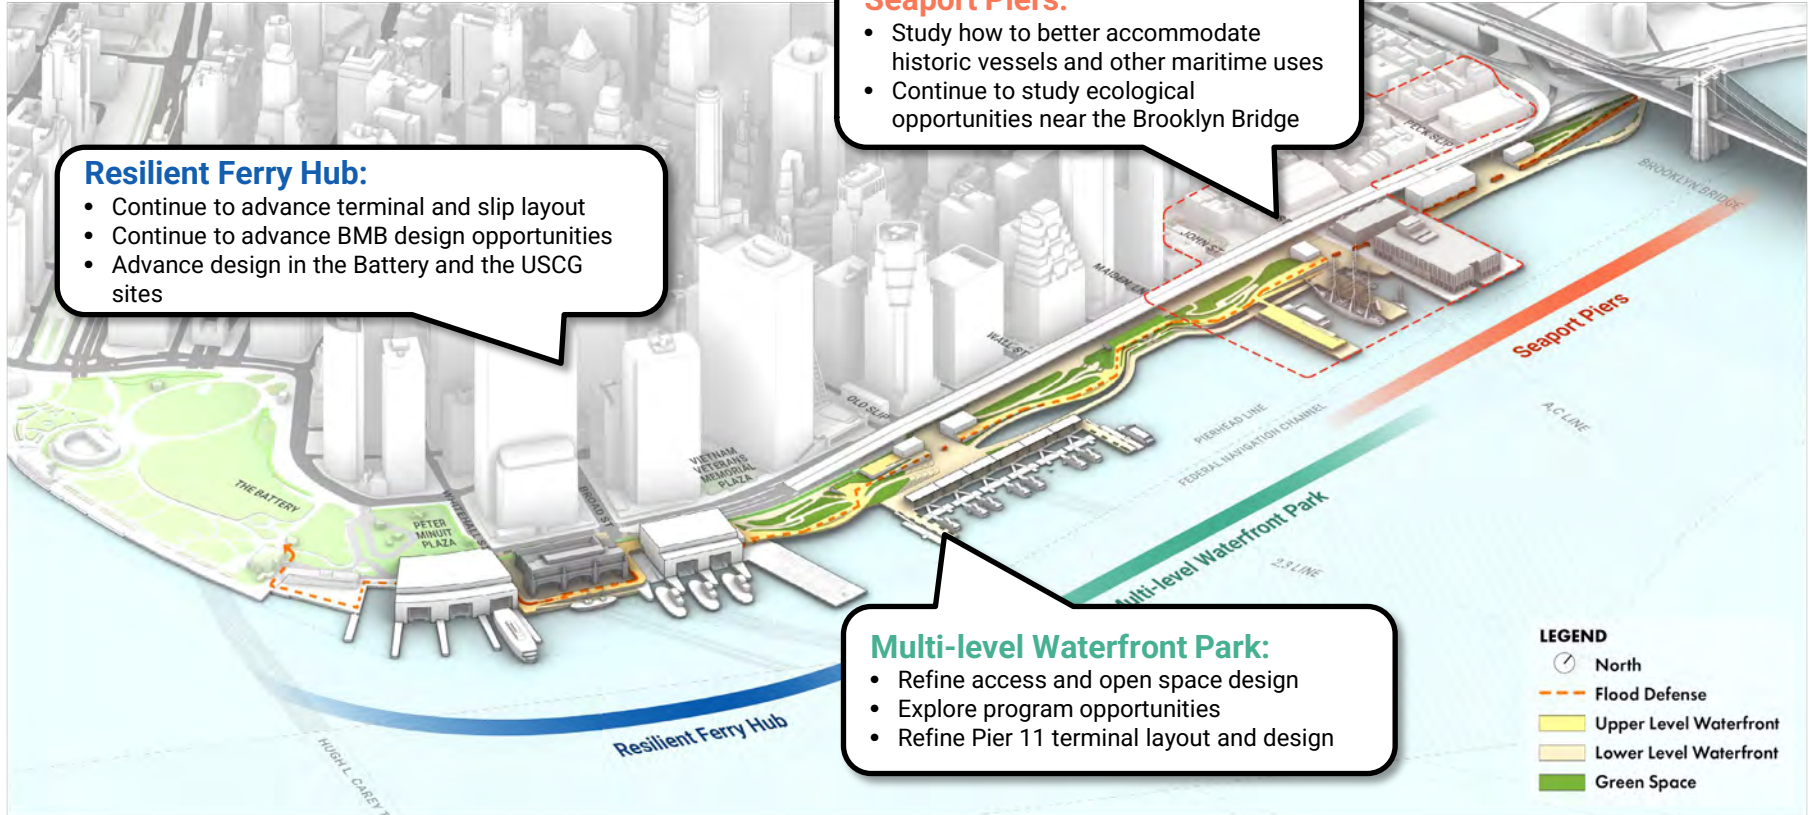 Seaport Piers:
• Study how to better accommodate
historic vessels and other maritime uses
• Continue to study ecological
opportunities near the Brooklyn Bridge
Resilient Ferry Hub:
• Continue to advance terminal and slip layout
• Continue to advance BMB design opportunities
• Advance design in the Battery and the USCG
sites
PECK SLIP
BROOKLYN BRIDGE
JOHN ST
MAIDEN LN
WALL ST
OLD SLIP
VIETNAM
VETERANS
MEMORIAL
PLAZA
BROAD ST
WHITEHALL ST
PETER
MINUIT
PLAZA
THE BATTERY
PIERHEAD LINE
FEDERAL NAVIGATION CHANNEL
A,C LINE
2,3 LINE
Seaport Piers
Multi-level Waterfront Park
Resilient Ferry Hub
HUGH L. CAREY T
Multi-level Waterfront Park:
• Refine access and open space design
• Explore program opportunities
• Refine Pier 11 terminal layout and design
LEGEND
North
Flood Defense
Upper Level Waterfront
Lower Level Waterfront
Green Space